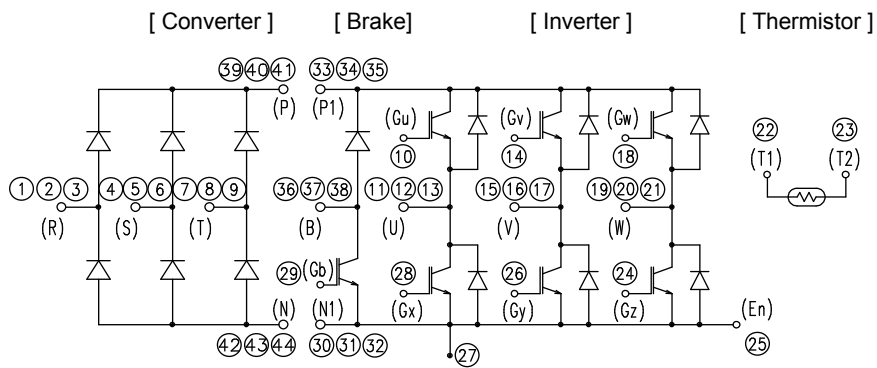 [ Converter ] [ Brake] [ Inverter ] [ Thermistor ]
39 40 41 33 34 35
(P) (P1)
(Gu) (Gv) (Gw)
10 14 18
22 23
(T1) (T2)
1 2 3 4 5 6 7 8 9 36 37 38 11 12 13 15 16 17 19 20 21
(R) (S) (T) (B) (U) (V) (W)
29 (Gb) 28 26 24
(N) (N1) (Gx) (Gy) (Gz) (En)
42 43 44 30 31 32 27 25